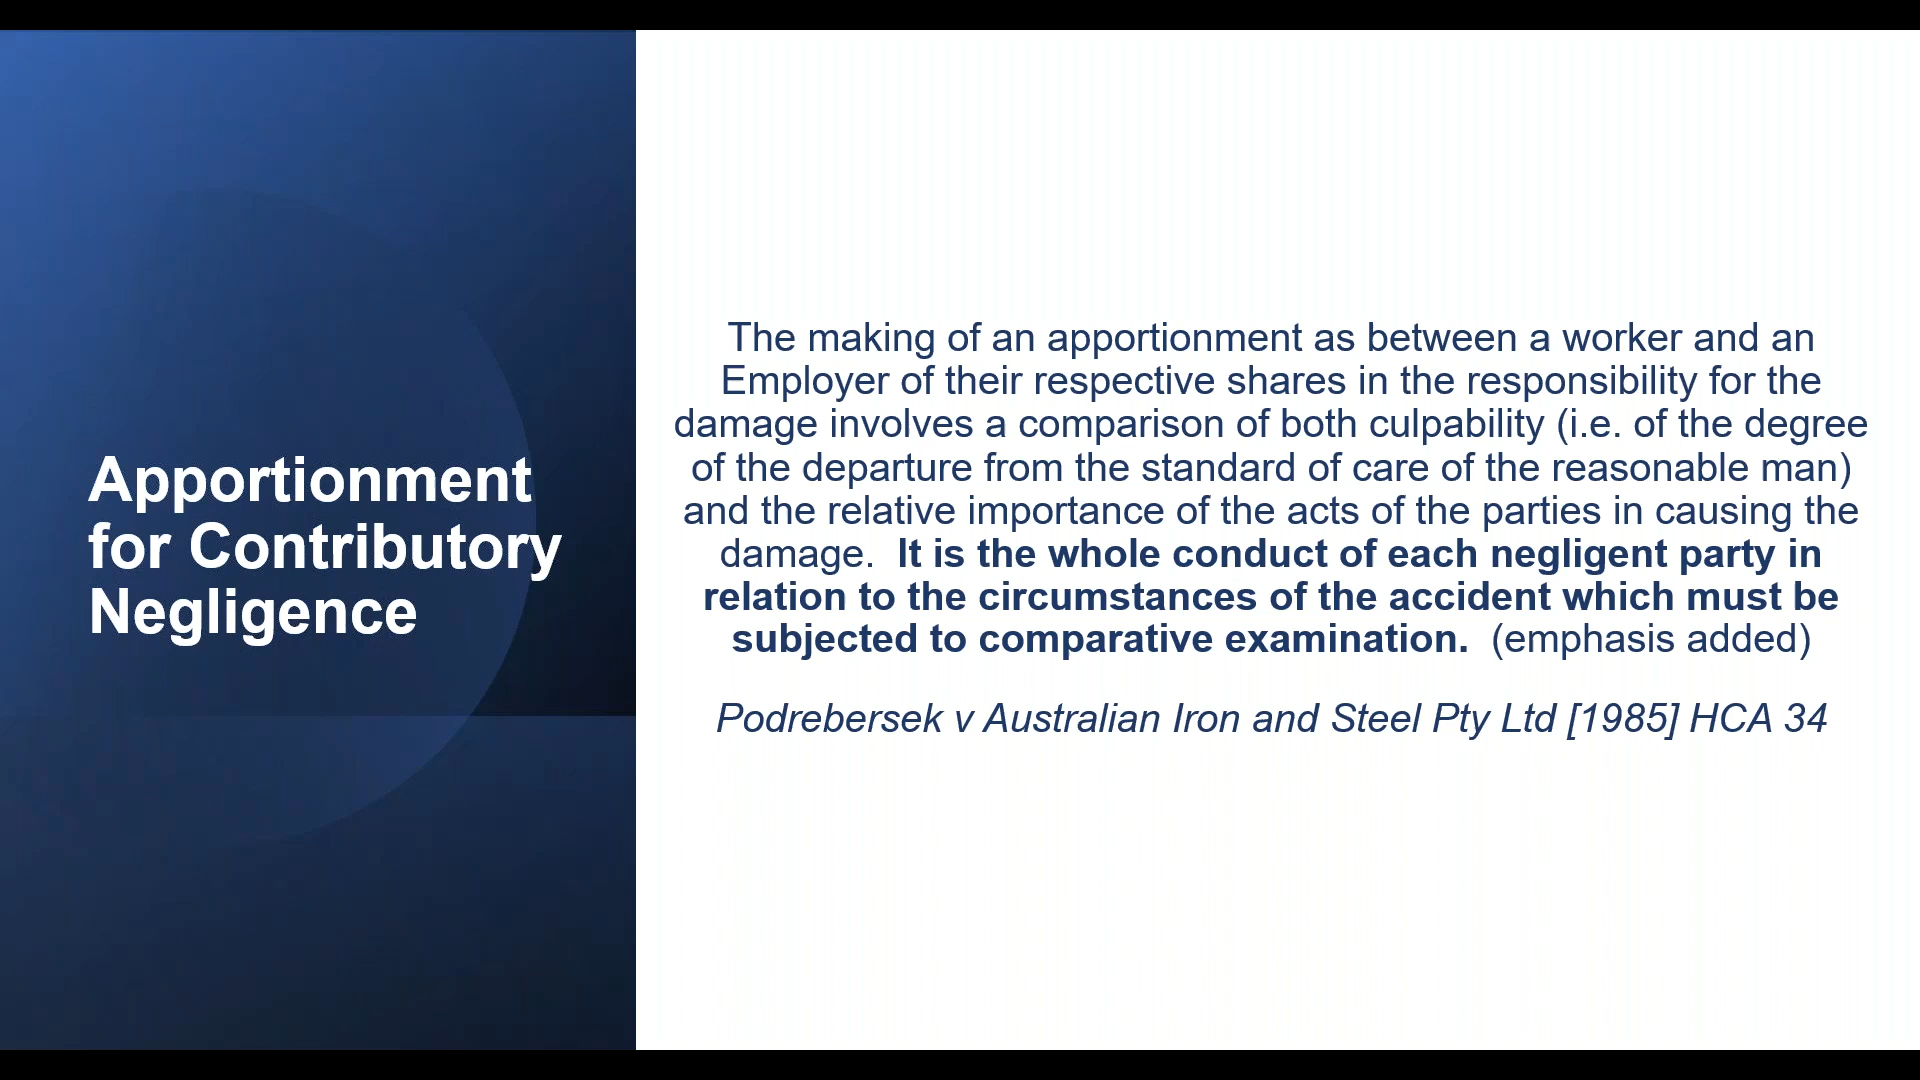 Apportionment
for Contributory
Negligence
The making of an apportionment as between a worker and an
Employer of their respective shares in the responsibility for the
damage involves a comparison of both culpability (i.e. of the degree
of the departure from the standard of care of the reasonable man)
and the relative importance of the acts of the parties in causing the
damage.  It is the whole conduct of each negligent party in
relation to the circumstances of the accident which must be
subjected to comparative examination.  (emphasis added)
Podrebersek v Australian Iron and Steel Pty Ltd [1985] HCA 34